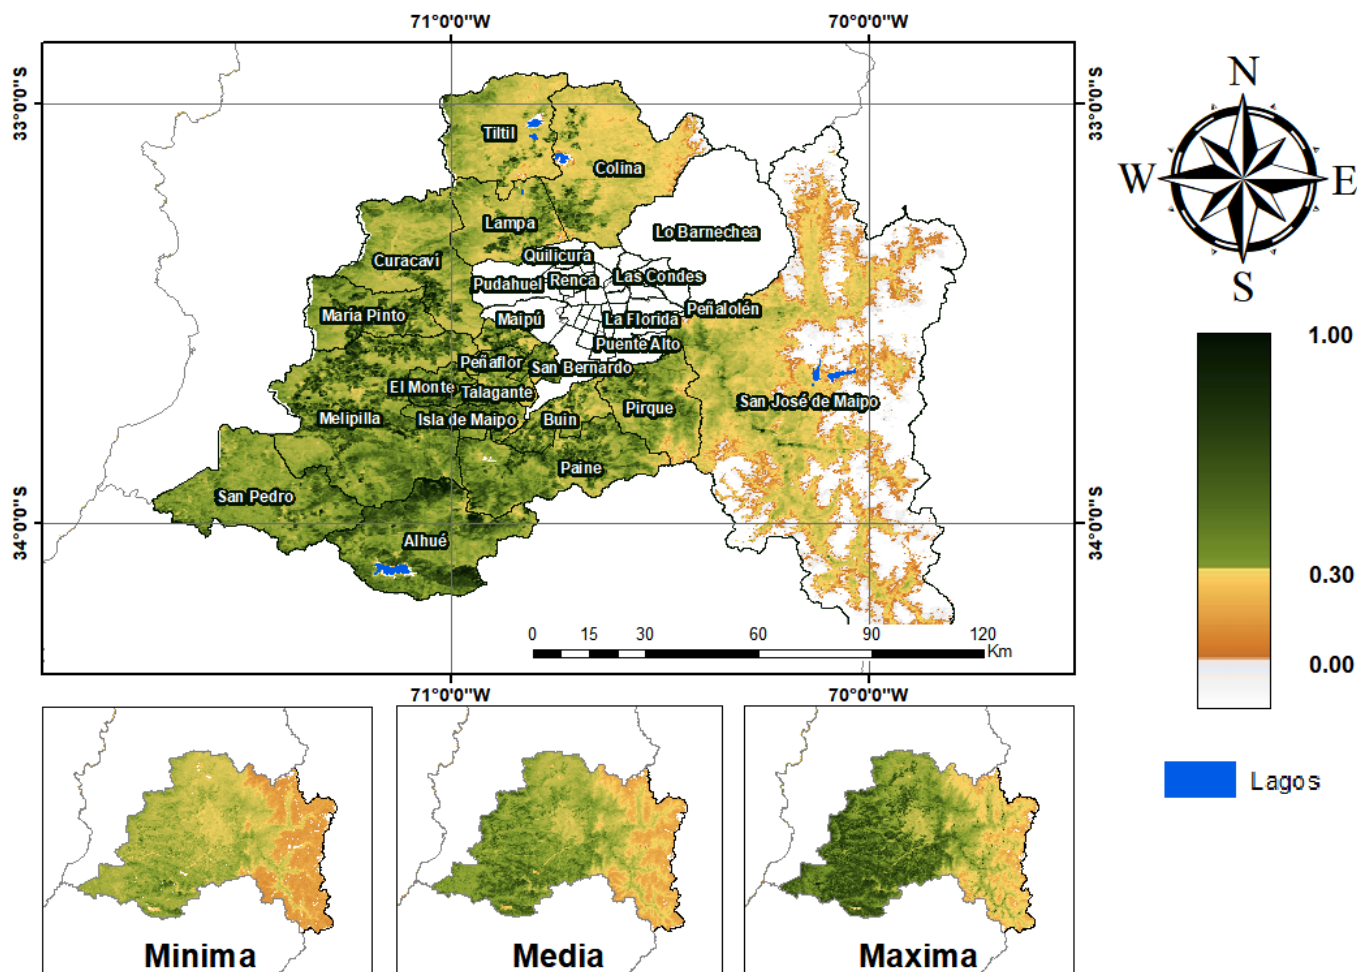 71°0'0"W
70°0'0"W
33°0'0"S
33°0'0"S
N
W
E
S
Tiltil
Colina
Lampa
Lo Barnechea
Quilicura
Curacaví
Pudahuel
Renca
Las Condes
María Pinto
Maipú
La Florida
Peñalolén
Puente Alto
Peñaflor
San Bernardo
El Monte
Talagante
San José de Maipo
Melipilla
Isla de Maipo
Buin
Pirque
Paine
San Pedro
Alhué
34°0'0"S
34°0'0"S
0 15 30 60 90 120
Km
71°0'0"W
70°0'0"W
1.00
0.30
0.00
Lagos
Minima
Media
Maxima